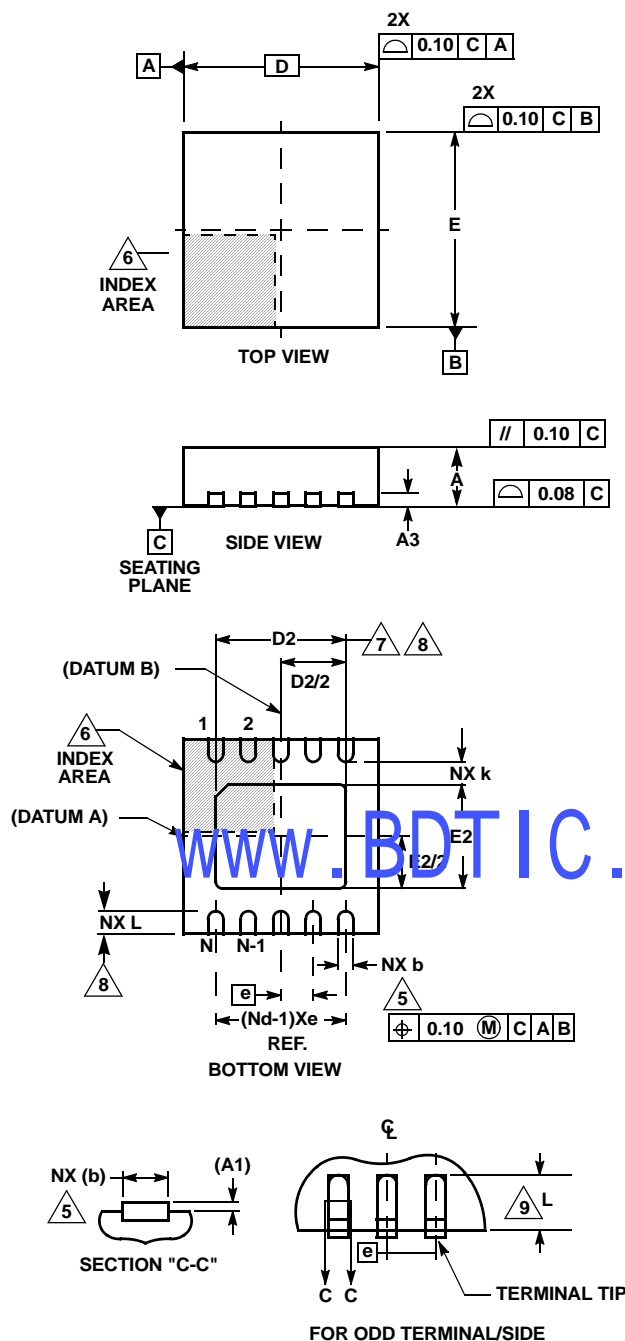 2X
⌓ 0.10 C A
A
D
2X
⌓ 0.10 C B
E
6
INDEX
AREA
TOP VIEW
B
// 0.10 C
A
⌓ 0.08 C
A3
C
SIDE VIEW
SEATING
PLANE
D2
7 8
(DATUM B)
D2/2
6
INDEX
AREA
1 2
NX k
(DATUM A)
E2
E2/2
www.BDTIC.
NX L
8
N N-1
NX b
5
e
(Nd-1)Xe
REF.
⌖ 0.10 Ⓜ C A B
BOTTOM VIEW
NX (b)
(A1)
5
SECTION "C-C"
℄
9 L
e
C C
TERMINAL TIP
FOR ODD TERMINAL/SIDE